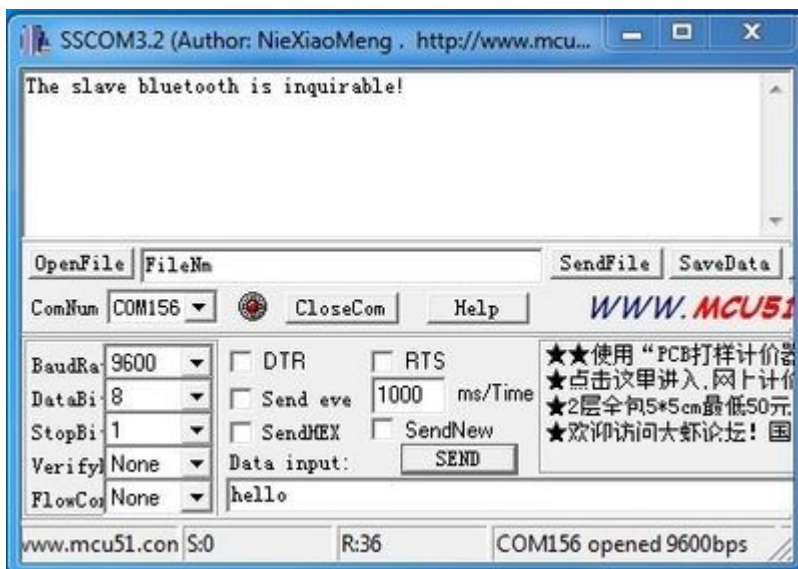 SSCOM3.2 (Author: NieXiaoMeng . http://www.mcu...
The slave bluetooth is inquirable!
OpenFile FileNm SendFile SaveData
ComNum COM156 CloseCom Help WWW.MCU51
BaudRa 9600 DTR RTS
DataBi 8 Send eve 1000 ms/Time
StopBi 1 SendHEX SendNew
VerifyB None Data input: SEND
FlowCo None hello
★★使用“PCB打样计价器
★点击这里进入,网上计价
★2层全包5*5cm最低50元
★欢迎访问大虾论坛！国
www.mcu51.con S:0 R:36 COM156 opened 9600bps